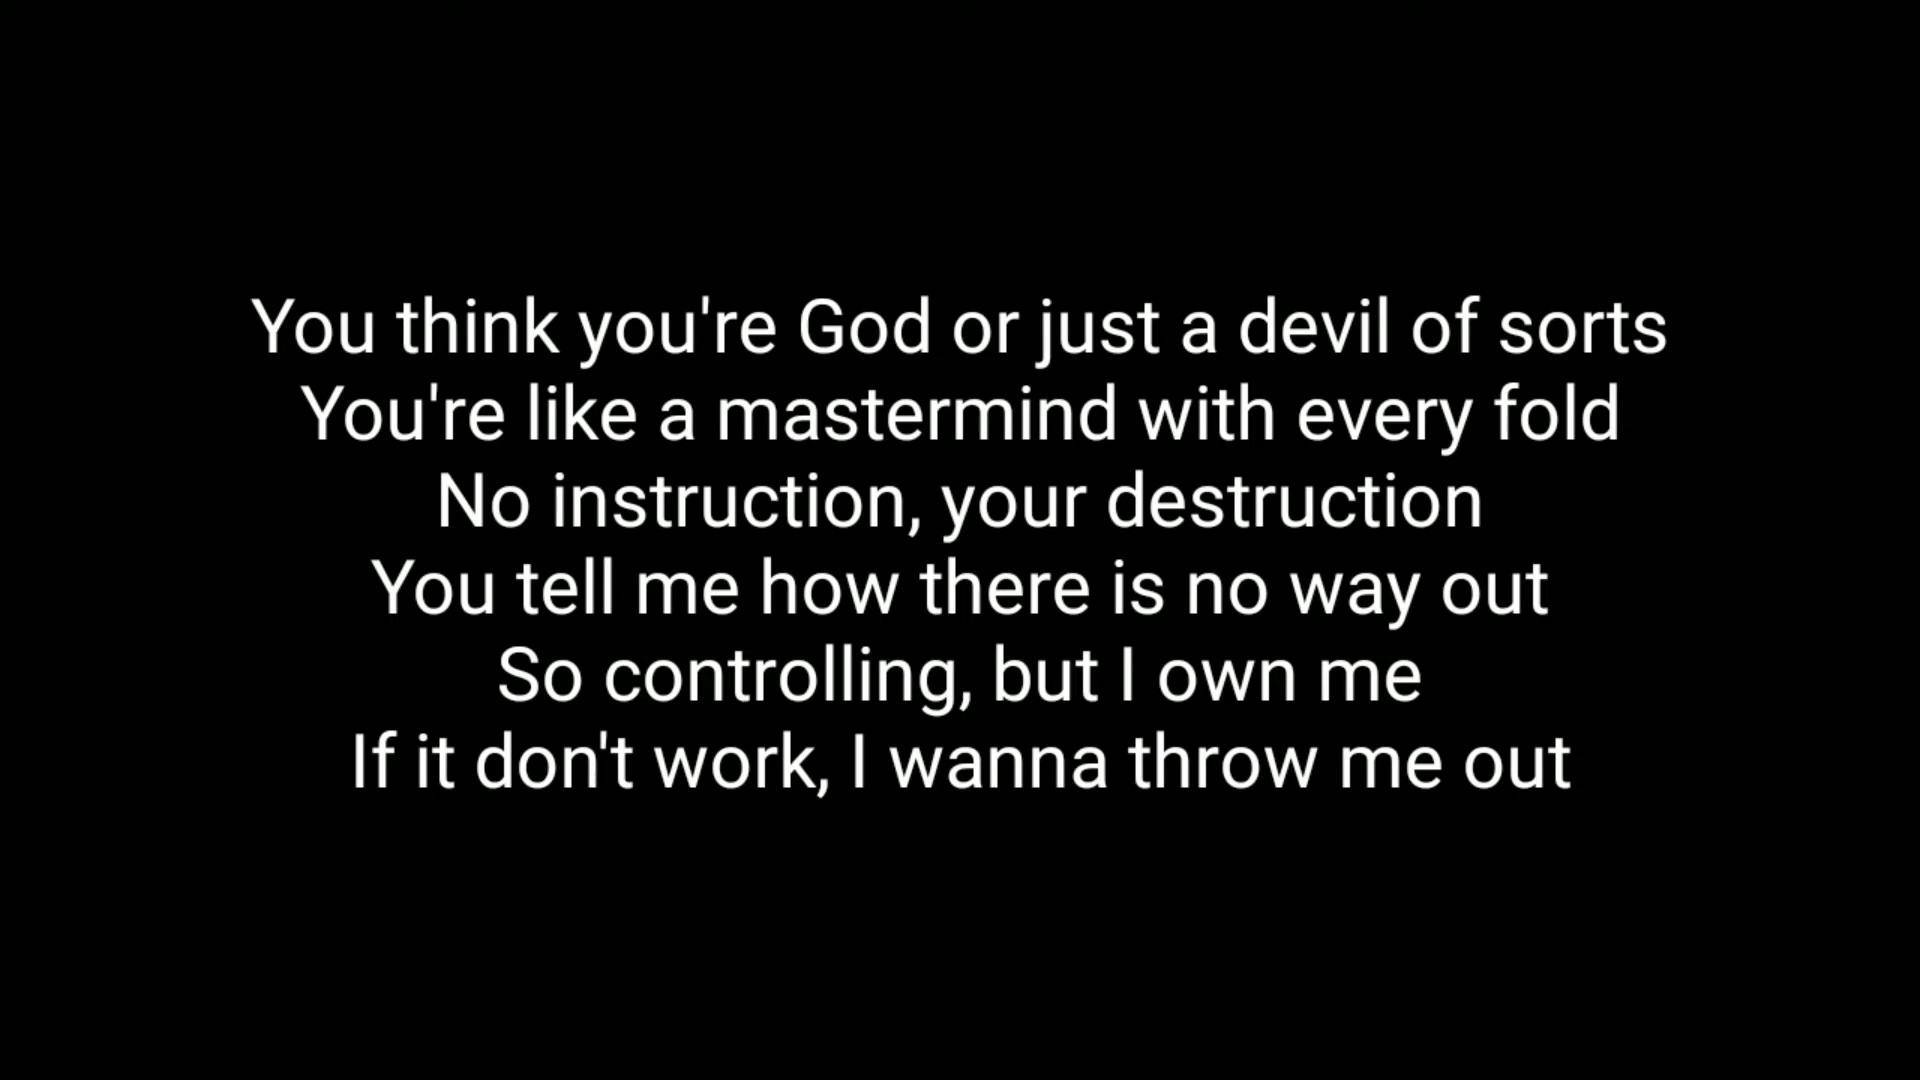 You think you're God or just a devil of sorts
You're like a mastermind with every fold
No instruction, your destruction
You tell me how there is no way out
So controlling, but I own me
If it don't work, I wanna throw me out